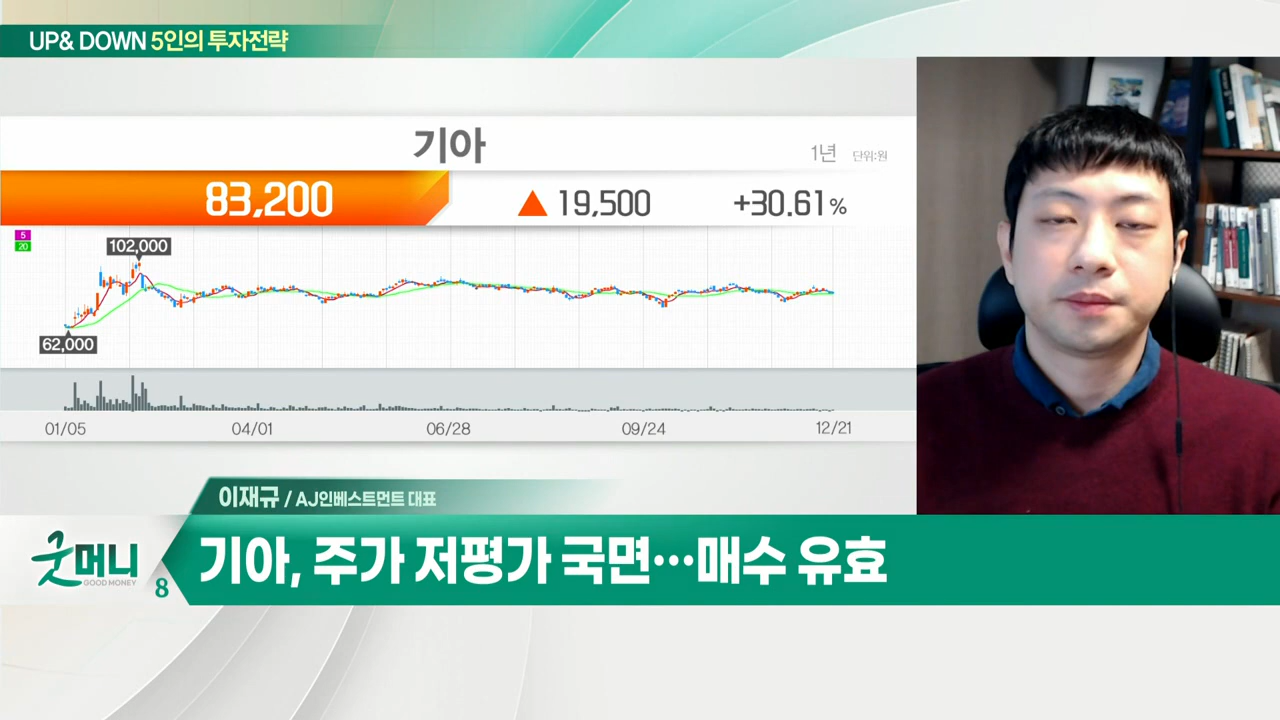 UP& DOWN 5인의 투자전략
기아
1년 단위:원
83,200 ▲ 19,500 +30.61%
5
20
102,000
62,000
01/05 04/01 06/28 09/24 12/21
이재규 / AJ인베스트먼트 대표
굿머니
GOOD MONEY
8
기아, 주가 저평가 국면…매수 유효